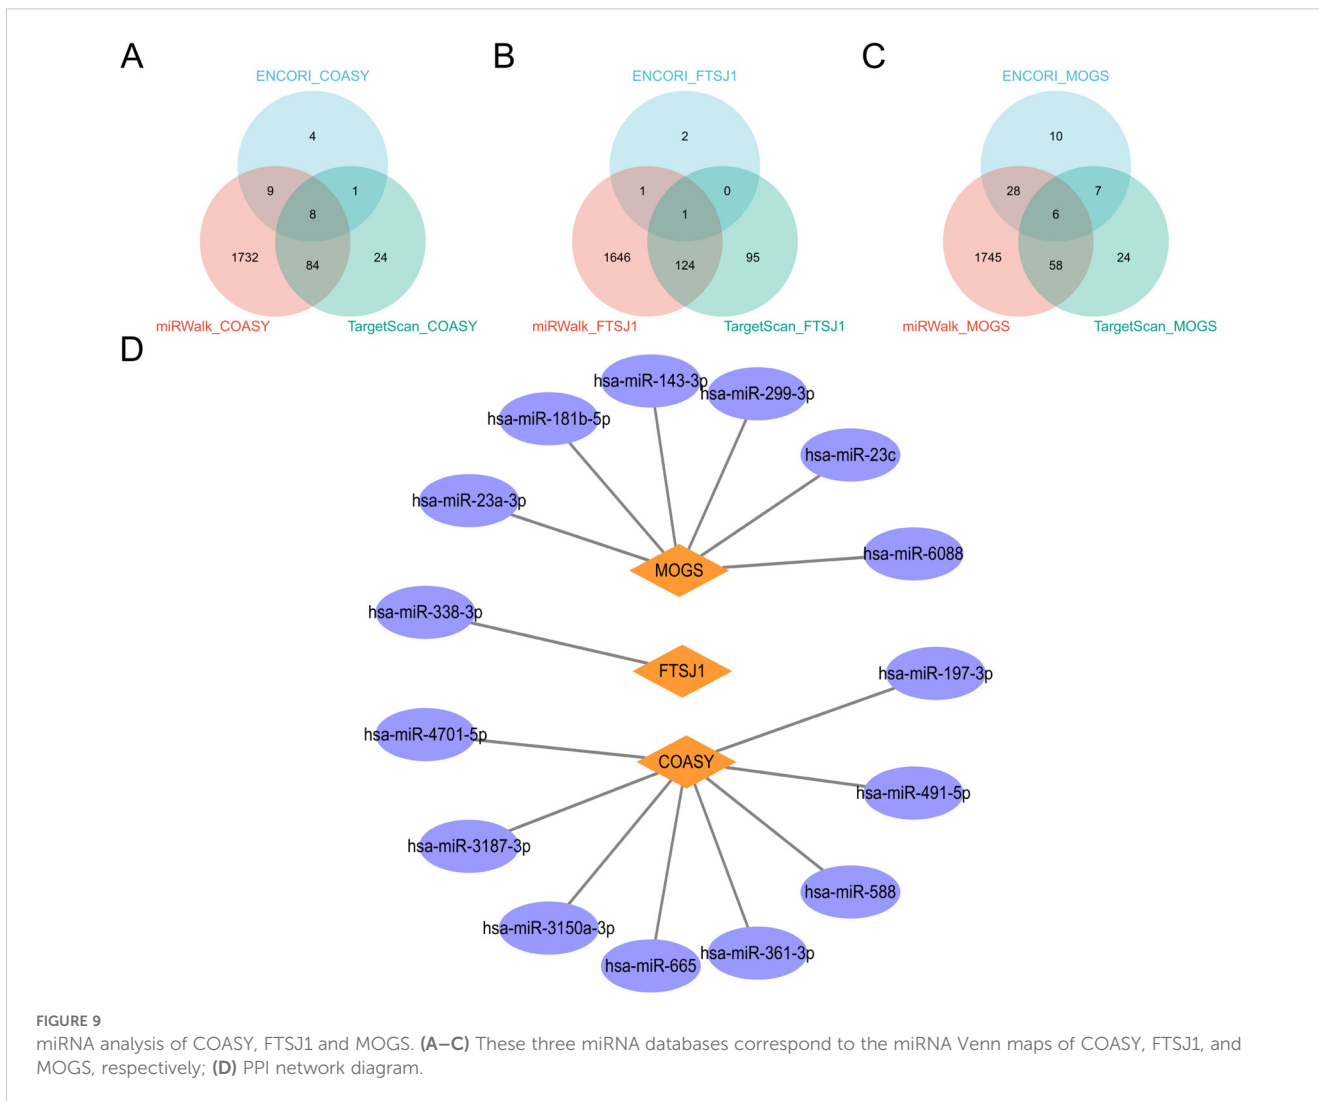 A
B
C
ENCORI_COASY
ENCORI_FTSJ1
ENCORI_MOGS
4
9
1
8
1732
84
24
miRWalk_COASY
TargetScan_COASY
2
1
0
1
1646
124
95
miRWalk_FTSJ1
TargetScan_FTSJ1
10
28
7
6
1745
58
24
miRWalk_MOGS
TargetScan_MOGS
D
hsa-miR-143-3p
hsa-miR-299-3p
hsa-miR-181b-5p
hsa-miR-23c
hsa-miR-23a-3p
hsa-miR-6088
MOGS
hsa-miR-338-3p
FTSJ1
hsa-miR-197-3p
hsa-miR-4701-5p
COASY
hsa-miR-491-5p
hsa-miR-3187-3p
hsa-miR-588
hsa-miR-3150a-3p
hsa-miR-361-3p
hsa-miR-665
FIGURE 9
miRNA analysis of COASY, FTSJ1 and MOGS. (A–C) These three miRNA databases correspond to the miRNA Venn maps of COASY, FTSJ1, and
MOGS, respectively; (D) PPI network diagram.